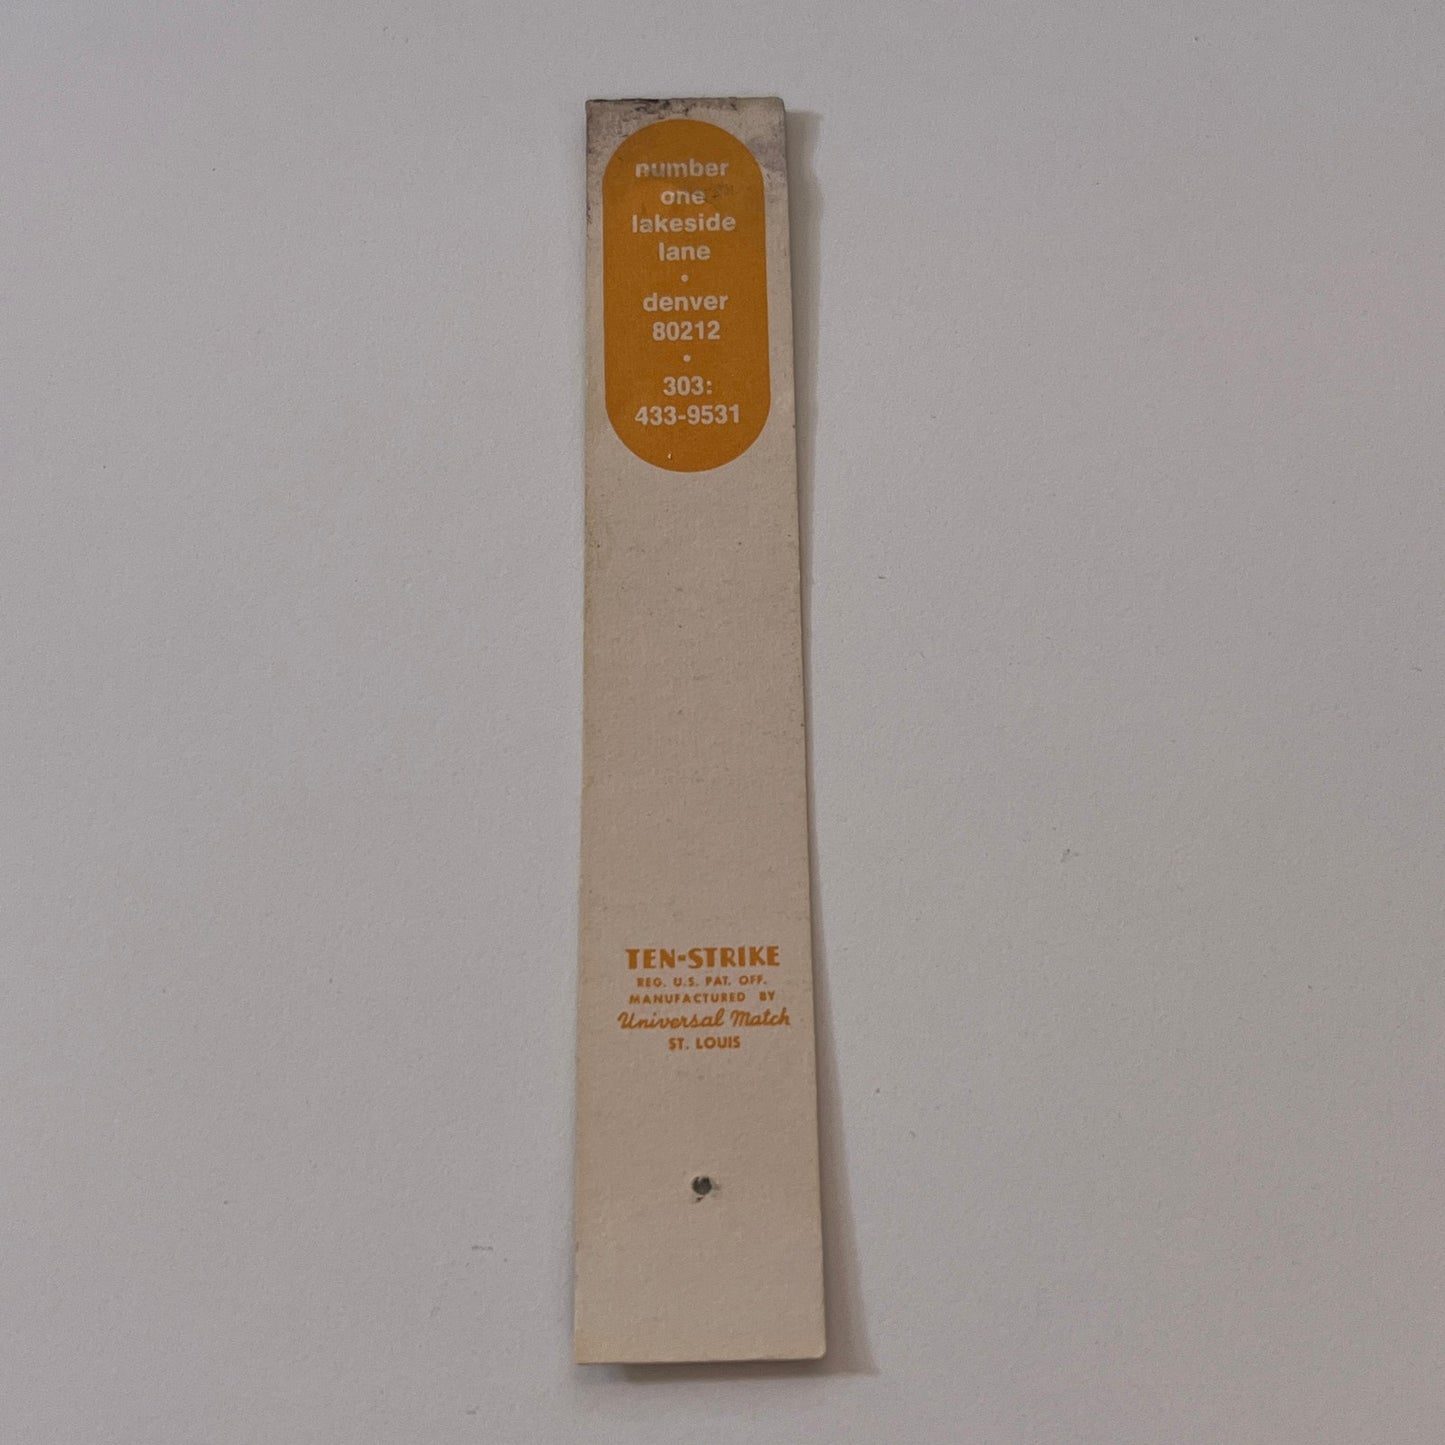 number
one
lakeside
lane
•
denver
80212
•
303:
433-9531
TEN-STRIKE
REG. U.S. PAT. OFF.
MANUFACTURED BY
Universal Match
ST. LOUIS